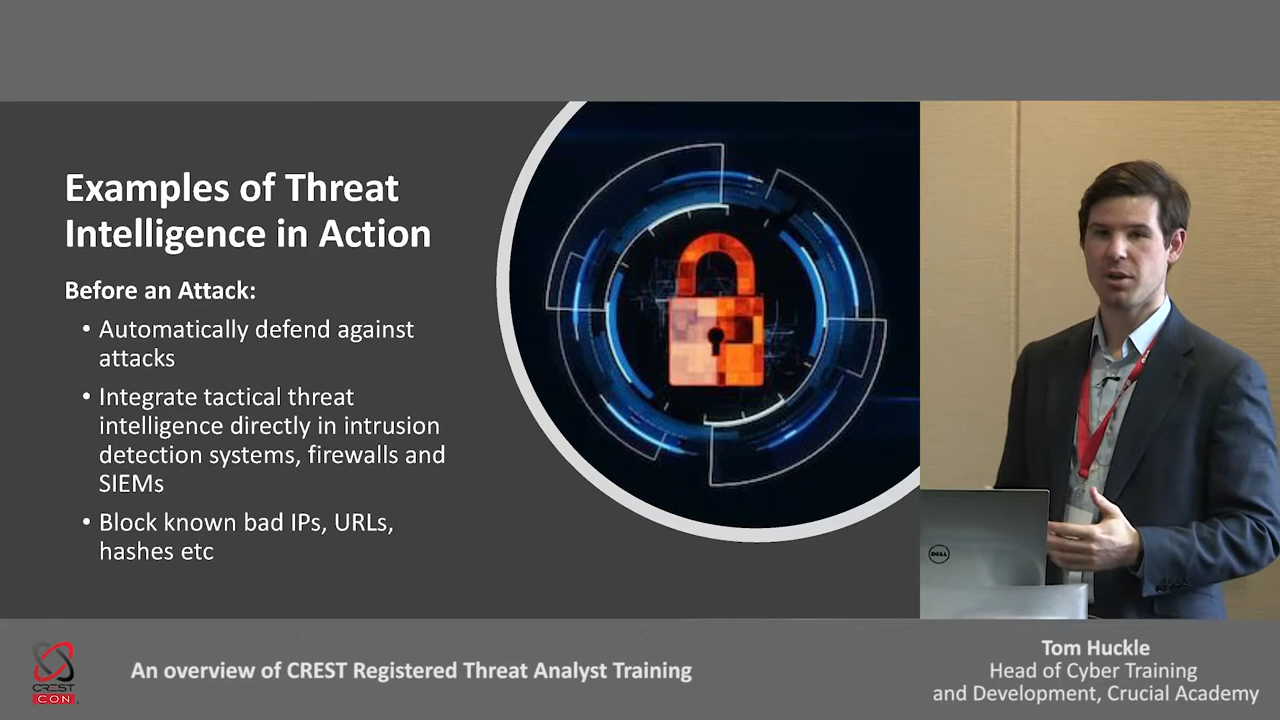 Examples of Threat
Intelligence in Action
Before an Attack:
• Automatically defend against
attacks
• Integrate tactical threat
intelligence directly in intrusion
detection systems, firewalls and
SIEMs
• Block known bad IPs, URLs,
hashes etc
DELL
CREST
CON
An overview of CREST Registered Threat Analyst Training
Tom Huckle
Head of Cyber Training
and Development, Crucial Academy